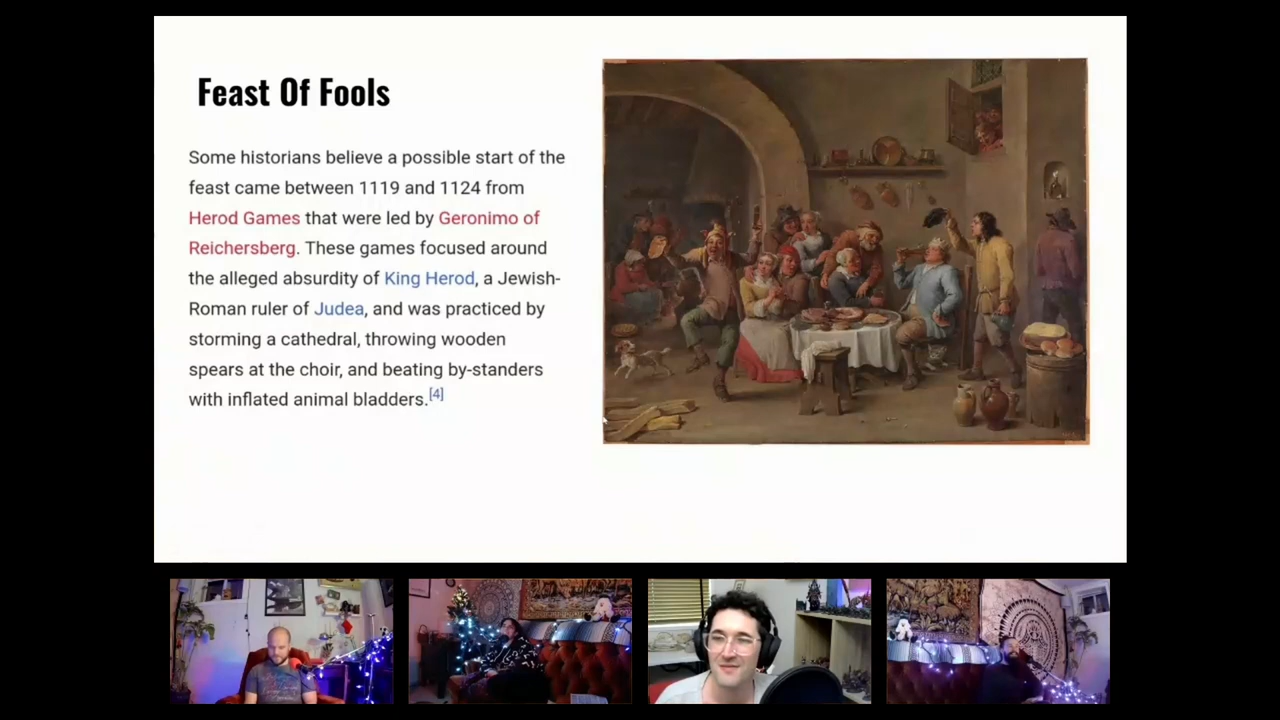 Feast Of Fools
Some historians believe a possible start of the
feast came between 1119 and 1124 from
Herod Games that were led by Geronimo of
Reichersberg. These games focused around
the alleged absurdity of King Herod, a Jewish-
Roman ruler of Judea, and was practiced by
storming a cathedral, throwing wooden
spears at the choir, and beating by-standers
with inflated animal bladders.[4]